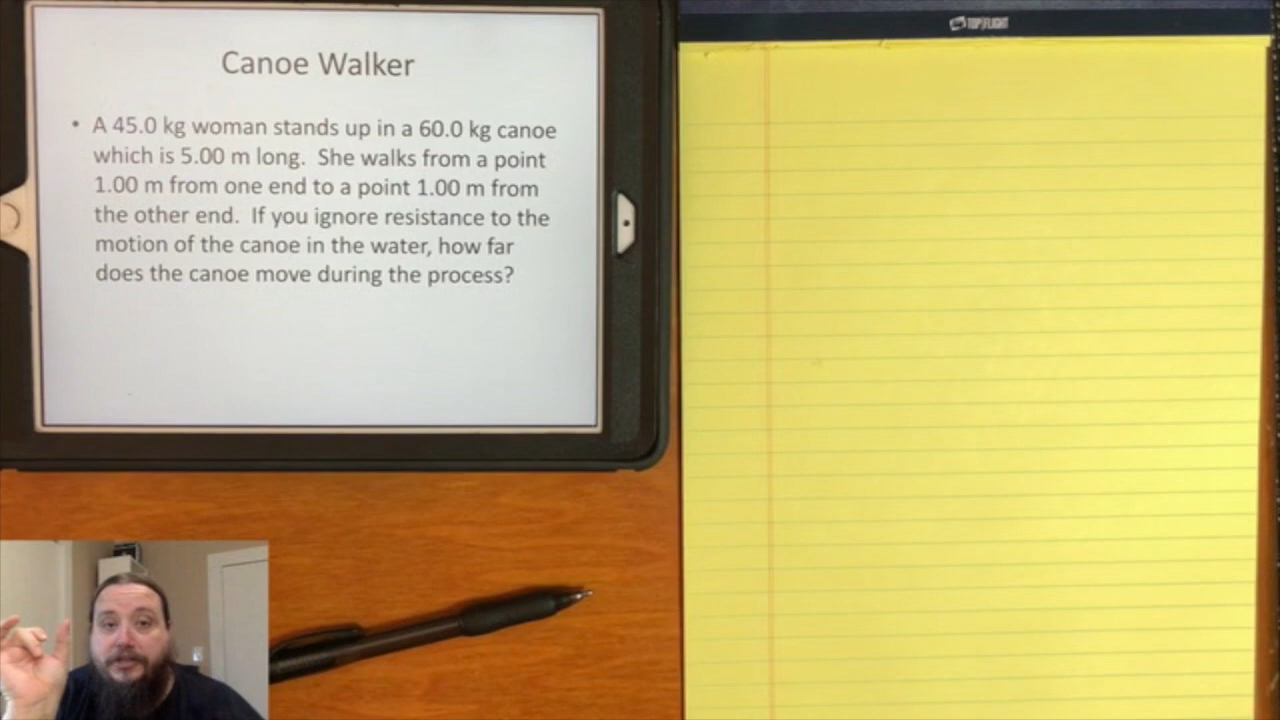 TOP FLIGHT
Canoe Walker
• A 45.0 kg woman stands up in a 60.0 kg canoe
which is 5.00 m long. She walks from a point
1.00 m from one end to a point 1.00 m from
the other end. If you ignore resistance to the
motion of the canoe in the water, how far
does the canoe move during the process?